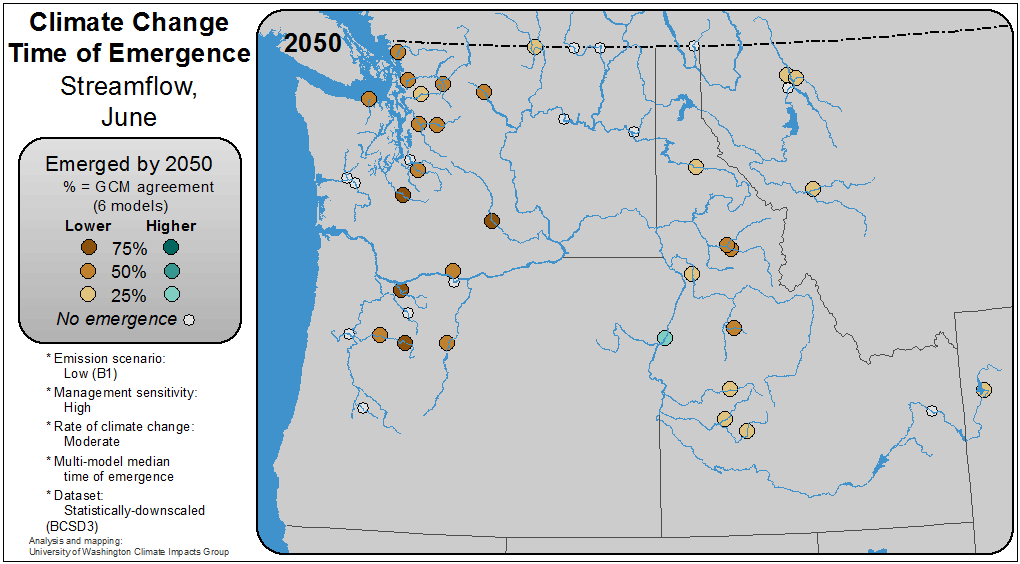 Climate Change
Time of Emergence
Streamflow,
June
2050
Emerged by 2050
% = GCM agreement
(6 models)
Lower Higher
75%
50%
25%
No emergence
* Emission scenario:
Low (B1)
* Management sensitivity:
High
* Rate of climate change:
Moderate
* Multi-model median
time of emergence
* Dataset:
Statistically-downscaled
(BCSD3)
Analysis and mapping:
University of Washington Climate Impacts Group